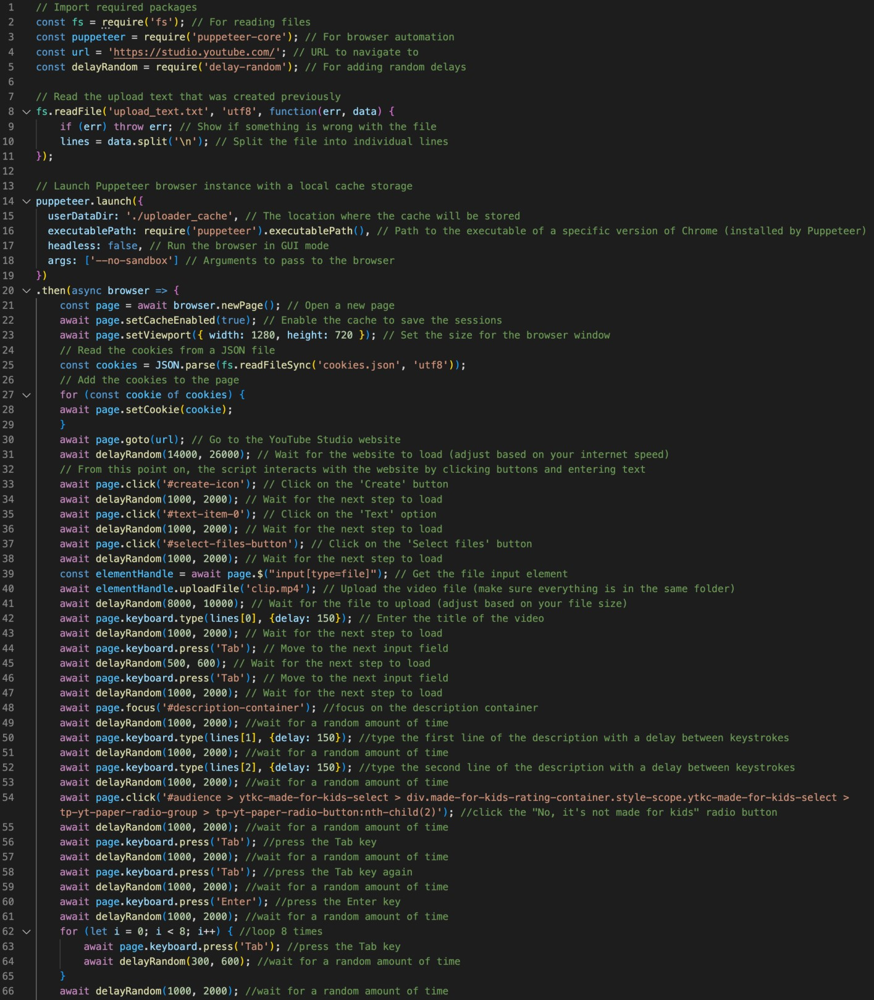 1 // Import required packages
2 const fs = require('fs'); // For reading files
3 const puppeteer = require('puppeteer-core'); // For browser automation
4 const url = 'https://studio.youtube.com/'; // URL to navigate to
5 const delayRandom = require('delay-random'); // For adding random delays
6
7 // Read the upload text that was created previously
8 fs.readFile('upload_text.txt', 'utf8', function(err, data) {
9 if (err) throw err; // Show if something is wrong with the file
10 lines = data.split('\n'); // Split the file into individual lines
11 });
12
13 // Launch Puppeteer browser instance with a local cache storage
14 puppeteer.launch({
15 userDataDir: './uploader_cache', // The location where the cache will be stored
16 executablePath: require('puppeteer').executablePath(), // Path to the executable of a specific version of Chrome (installed by Puppeteer)
17 headless: false, // Run the browser in GUI mode
18 args: ['--no-sandbox'] // Arguments to pass to the browser
19 })
20 .then(async browser => {
21 const page = await browser.newPage(); // Open a new page
22 await page.setCacheEnabled(true); // Enable the cache to save the sessions
23 await page.setViewport({ width: 1280, height: 720 }); // Set the size for the browser window
24 // Read the cookies from a JSON file
25 const cookies = JSON.parse(fs.readFileSync('cookies.json', 'utf8'));
26 // Add the cookies to the page
27 for (const cookie of cookies) {
28 await page.setCookie(cookie);
29 }
30 await page.goto(url); // Go to the YouTube Studio website
31 await delayRandom(14000, 26000); // Wait for the website to load (adjust based on your internet speed)
32 // From this point on, the script interacts with the website by clicking buttons and entering text
33 await page.click('#create-icon'); // Click on the 'Create' button
34 await delayRandom(1000, 2000); // Wait for the next step to load
35 await page.click('#text-item-0'); // Click on the 'Text' option
36 await delayRandom(1000, 2000); // Wait for the next step to load
37 await page.click('#select-files-button'); // Click on the 'Select files' button
38 await delayRandom(1000, 2000); // Wait for the next step to load
39 const elementHandle = await page.$("input[type=file]"); // Get the file input element
40 await elementHandle.uploadFile('clip.mp4'); // Upload the video file (make sure everything is in the same folder)
41 await delayRandom(8000, 10000); // Wait for the file to upload (adjust based on your file size)
42 await page.keyboard.type(lines[0], {delay: 150}); // Enter the title of the video
43 await delayRandom(1000, 2000); // Wait for the next step to load
44 await page.keyboard.press('Tab'); // Move to the next input field
45 await delayRandom(500, 600); // Wait for the next step to load
46 await page.keyboard.press('Tab'); // Move to the next input field
47 await delayRandom(1000, 2000); // Wait for the next step to load
48 await page.focus('#description-container'); //focus on the description container
49 await delayRandom(1000, 2000); //wait for a random amount of time
50 await page.keyboard.type(lines[1], {delay: 150}); //type the first line of the description with a delay between keystrokes
51 await delayRandom(1000, 2000); //wait for a random amount of time
52 await page.keyboard.type(lines[2], {delay: 150}); //type the second line of the description with a delay between keystrokes
53 await delayRandom(1000, 2000); //wait for a random amount of time
54 await page.click('#audience > ytkc-made-for-kids-select > div.made-for-kids-rating-container.style-scope.ytkc-made-for-kids-select >
tp-yt-paper-radio-group > tp-yt-paper-radio-button:nth-child(2)'); //click the "No, it's not made for kids" radio button
55 await delayRandom(1000, 2000); //wait for a random amount of time
56 await page.keyboard.press('Tab'); //press the Tab key
57 await delayRandom(1000, 2000); //wait for a random amount of time
58 await page.keyboard.press('Tab'); //press the Tab key again
59 await delayRandom(1000, 2000); //wait for a random amount of time
60 await page.keyboard.press('Enter'); //press the Enter key
61 await delayRandom(1000, 2000); //wait for a random amount of time
62 for (let i = 0; i < 8; i++) { //loop 8 times
63 await page.keyboard.press('Tab'); //press the Tab key
64 await delayRandom(300, 600); //wait for a random amount of time
65 }
66 await delayRandom(1000, 2000); //wait for a random amount of time